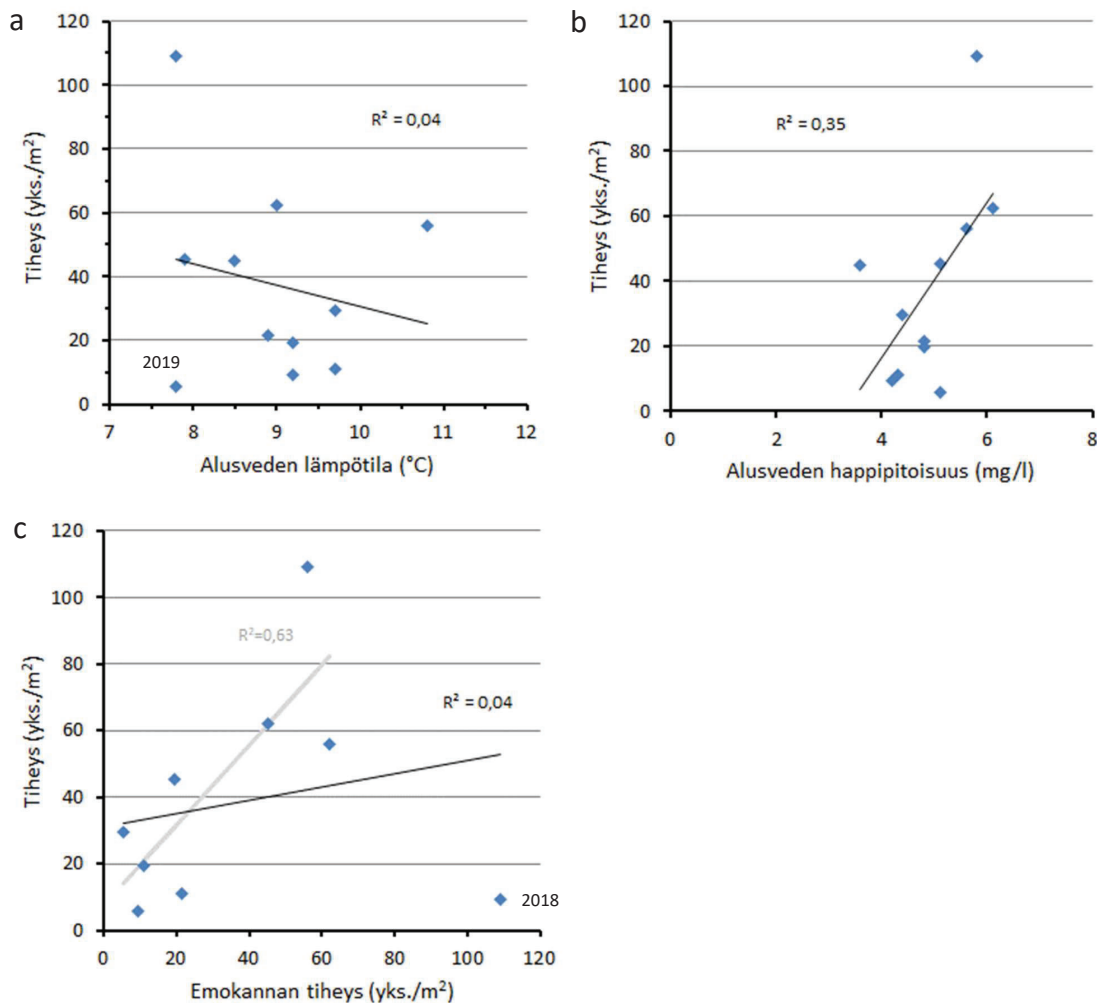 a
120
100
80
60
40
20
0
Tiheys (yks./m²)
R² = 0,04
2019
7 8 9 10 11 12
Alusveden lämpötila (°C)
b
120
100
80
60
40
20
0
Tiheys (yks./m²)
R² = 0,35
0 2 4 6 8
Alusveden happipitoisuus (mg/l)
c
120
100
80
60
40
20
0
Tiheys (yks./m²)
R²=0,63
R² = 0,04
2018
0 20 40 60 80 100 120
Emokannan tiheys (yks./m²)